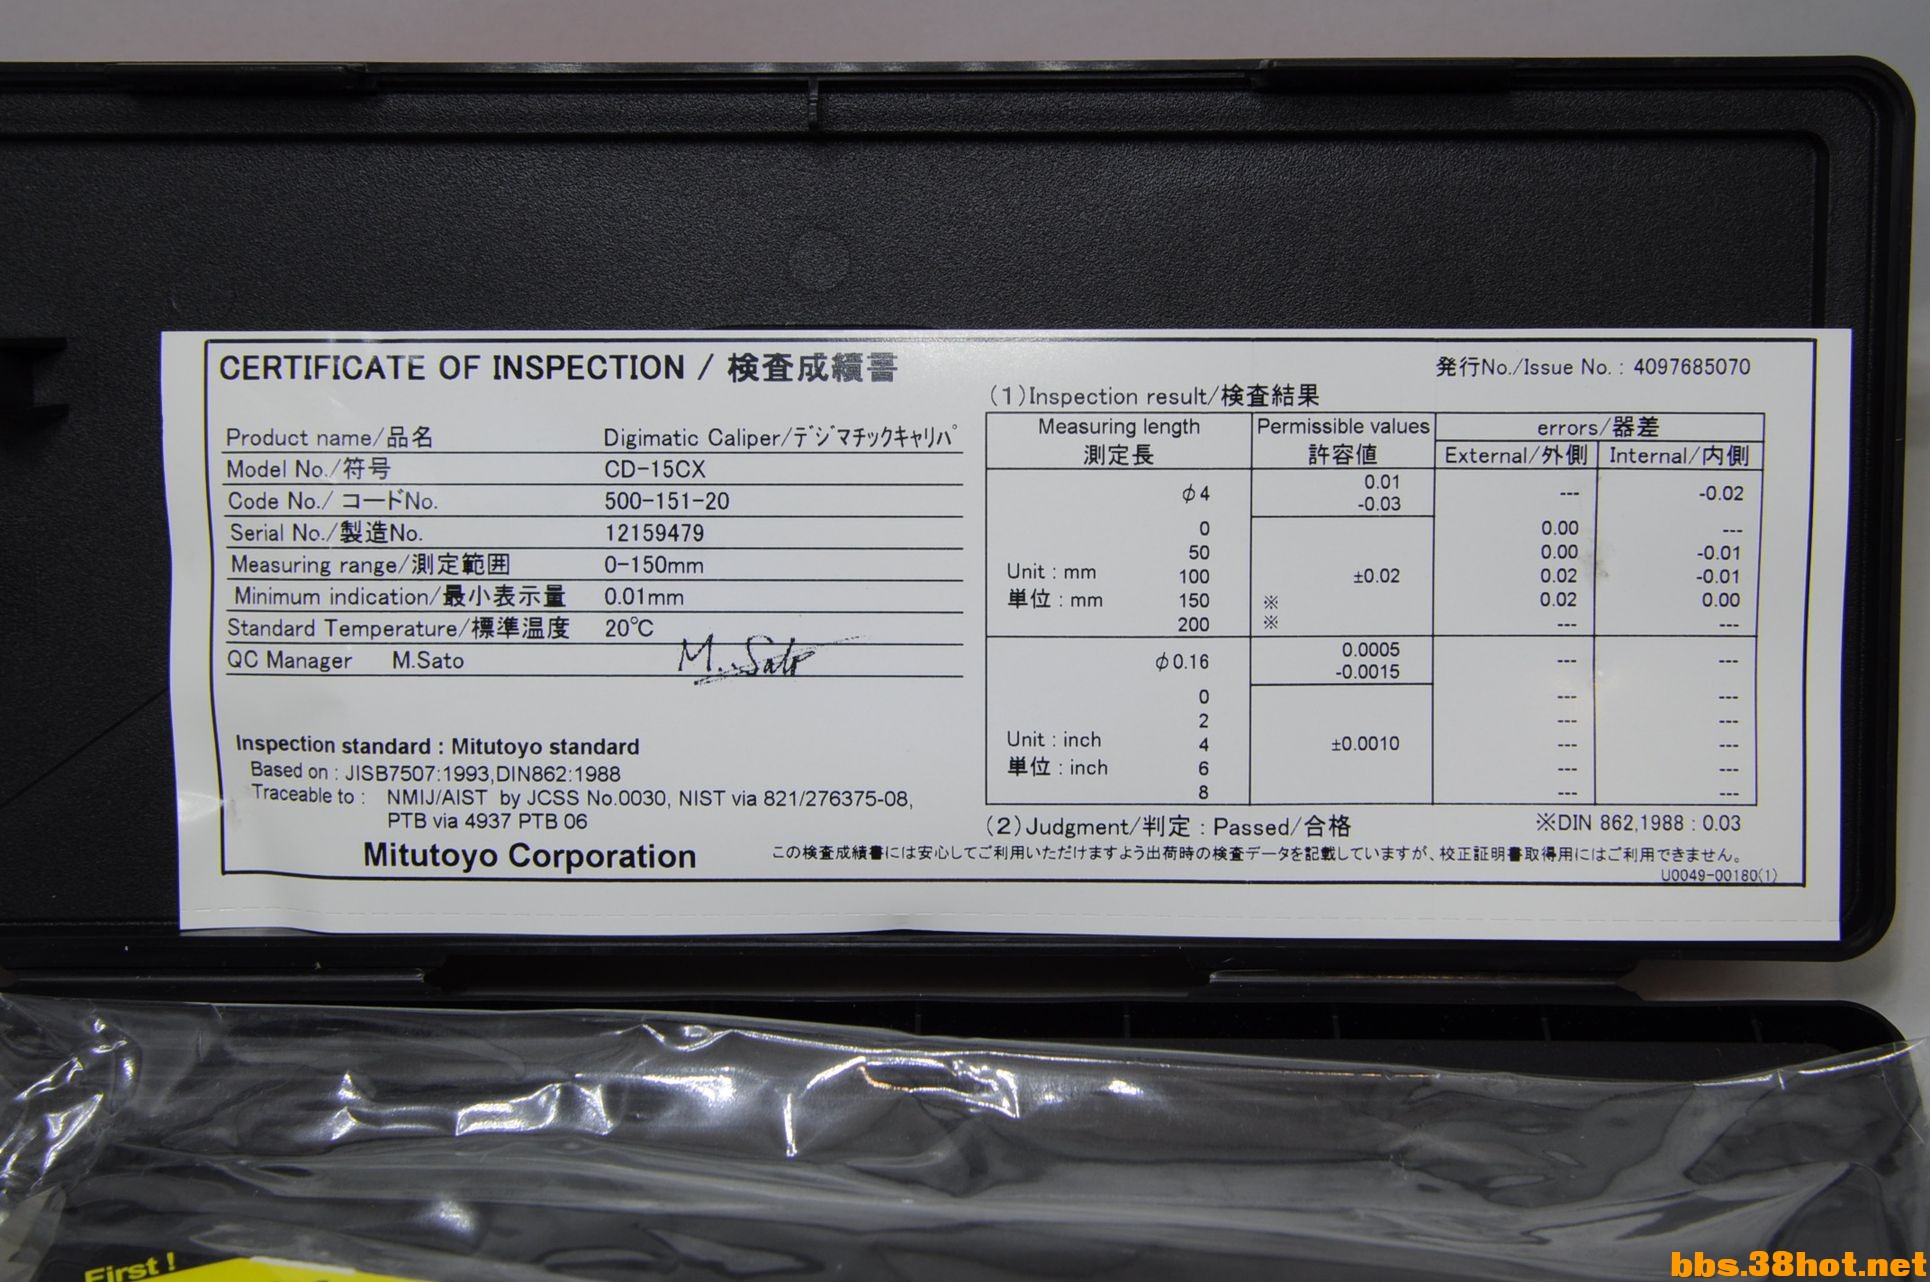 CERTIFICATE OF INSPECTION / 検査成績書
Product name/品名 Digimatic Caliper/ﾃﾞｼﾞﾏﾁｯｸｷｬﾘﾊﾟ
Model No./符号 CD-15CX
Code No./ コードNo. 500-151-20
Serial No./製造No. 12159479
Measuring range/測定範囲 0-150mm
Minimum indication/最小表示量 0.01mm
Standard Temperature/標準温度 20℃
QC Manager M.Sato M. Sato
Inspection standard : Mitutoyo standard
Based on : JISB7507:1993,DIN862:1988
Traceable to : NMIJ/AIST by JCSS No.0030, NIST via 821/276375-08,
PTB via 4937 PTB 06
Mitutoyo Corporation
発行No./Issue No. : 4097685070
(1)Inspection result/検査結果
Measuring length Permissible values errors/器差
測定長 許容値 External/外側 Internal/内側
φ4 0.01 --- -0.02
-0.03
0 0.00 ---
50 0.00 -0.01
Unit : mm 100 ±0.02 0.02 -0.01
単位 : mm 150 ※ 0.02 0.00
200 ※ --- ---
φ0.16 0.0005 --- ---
-0.0015
0 --- ---
2 --- ---
Unit : inch 4 ±0.0010 --- ---
単位 : inch 6 --- ---
8 --- ---
(2)Judgment/判定 : Passed/合格 ※DIN 862,1988 : 0.03
この検査成績書には安心してご利用いただけますよう出荷時の検査データを記載していますが、校正証明書取得用にはご利用できません。
U0049-00180(1)
First !
bbs.38hot.net